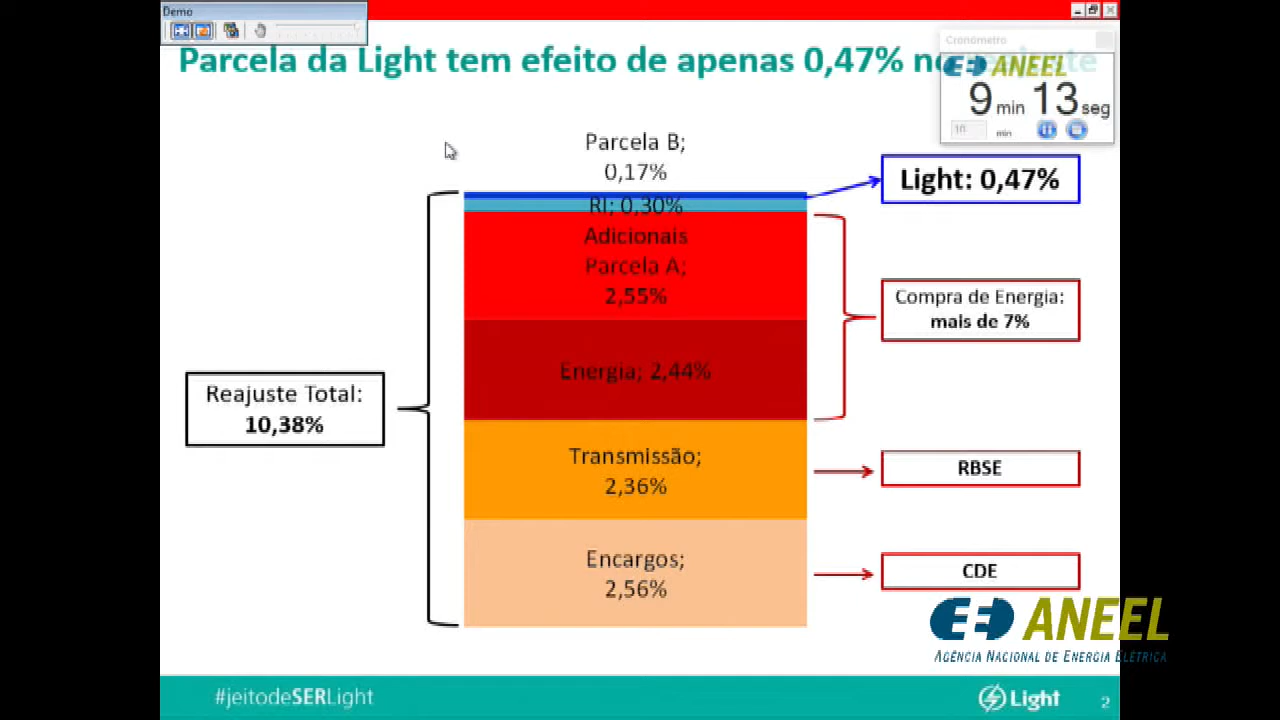 Demo
Parcela da Light tem efeito de apenas 0,47%
Cronômetro
ANEEL
9 min 13 seg
10 min
Parcela B;
0,17%
Light: 0,47%
RI; 0,30%
Adicionais
Parcela A;
2,55%
Compra de Energia:
mais de 7%
Energia; 2,44%
Reajuste Total:
10,38%
Transmissão;
2,36%
RBSE
Encargos;
2,56%
CDE
ANEEL
AGÊNCIA NACIONAL DE ENERGIA ELÉTRICA
#jeitodeSERLight
Light
2